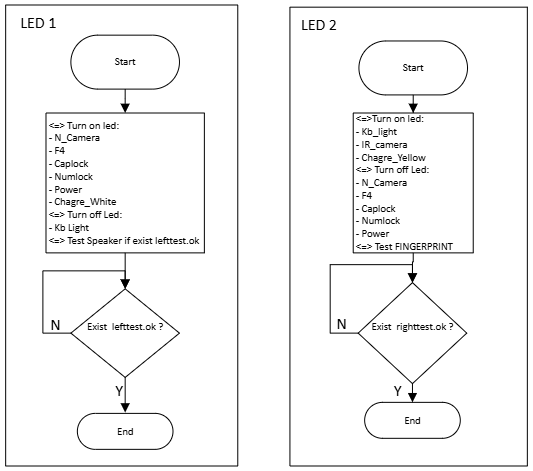 LED 1
Start
<=> Turn on led:
- N_Camera
- F4
- Caplock
- Numlock
- Power
- Chagre_White
<=> Turn off Led:
- Kb Light
<=> Test Speaker if exist lefttest.ok
Exist lefttest.ok ?
N
Y
End
LED 2
Start
<=>Turn on led:
- Kb_light
- IR_camera
- Chagre_Yellow
<=> Turn off Led:
- N_Camera
- F4
- Caplock
- Numlock
- Power
<=> Test FINGERPRINT
Exist righttest.ok ?
N
Y
End